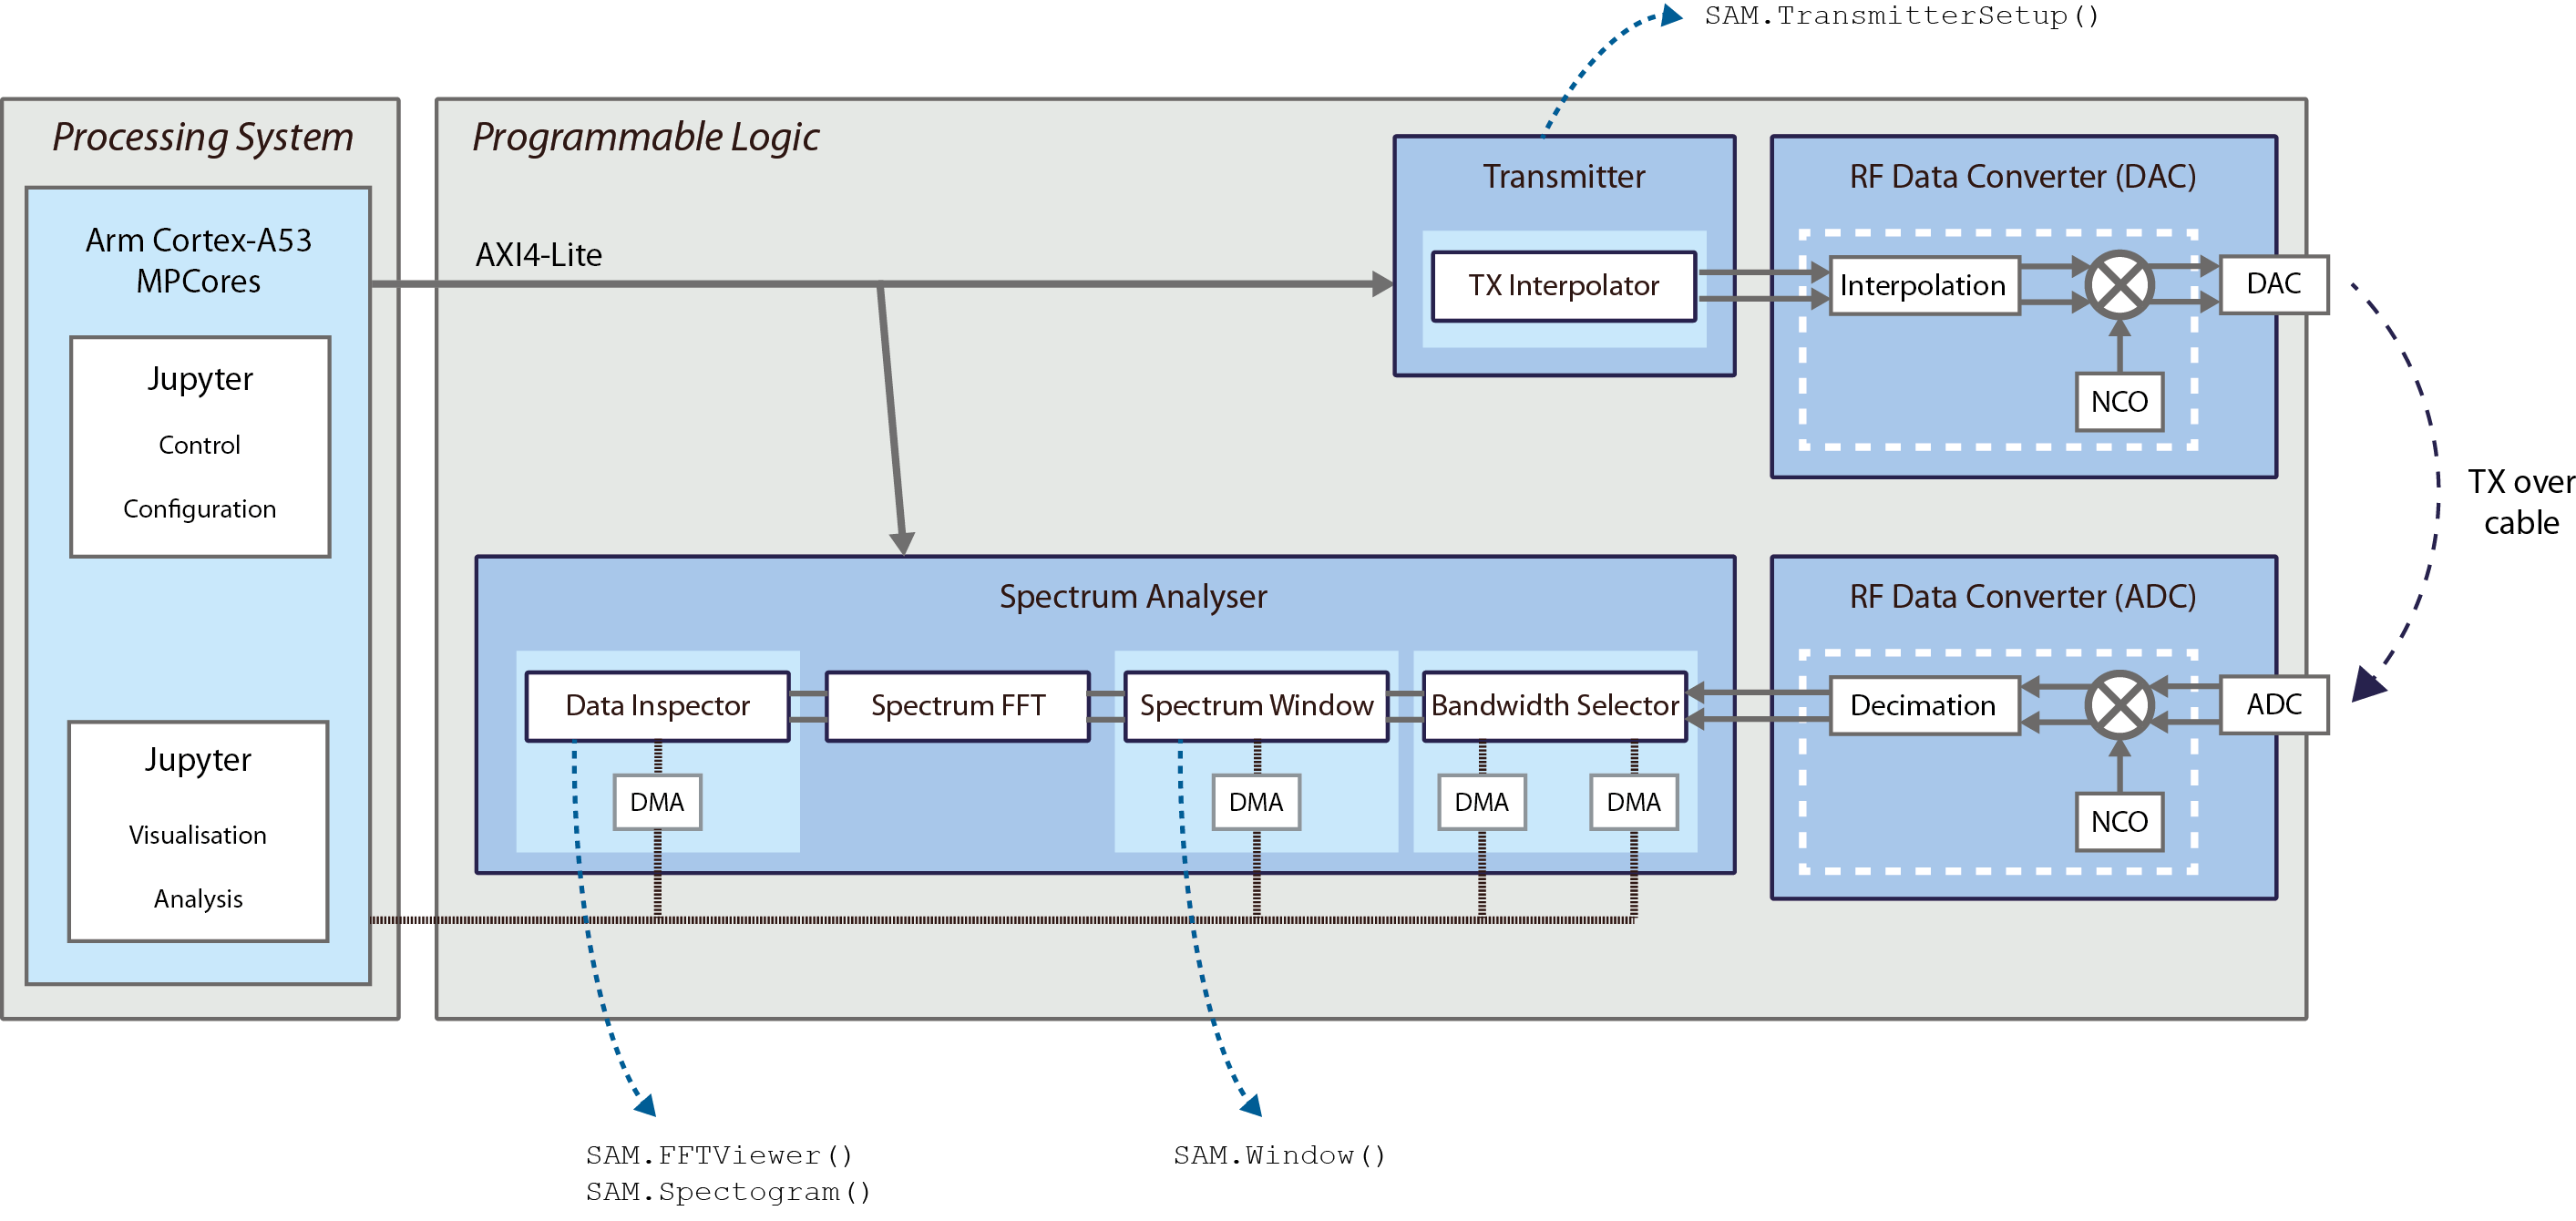 SAM.TransmitterSetup()
Processing System
Arm Cortex-A53
MPCores
Jupyter
Control
Configuration
Jupyter
Visualisation
Analysis
Programmable Logic
AXI4-Lite
Transmitter
TX Interpolator
RF Data Converter (DAC)
Interpolation
NCO
DAC
TX over
cable
Spectrum Analyser
Data Inspector
Spectrum FFT
Spectrum Window
Bandwidth Selector
DMA
DMA
DMA
DMA
RF Data Converter (ADC)
Decimation
NCO
ADC
SAM.FFTViewer()
SAM.Spectogram()
SAM.Window()